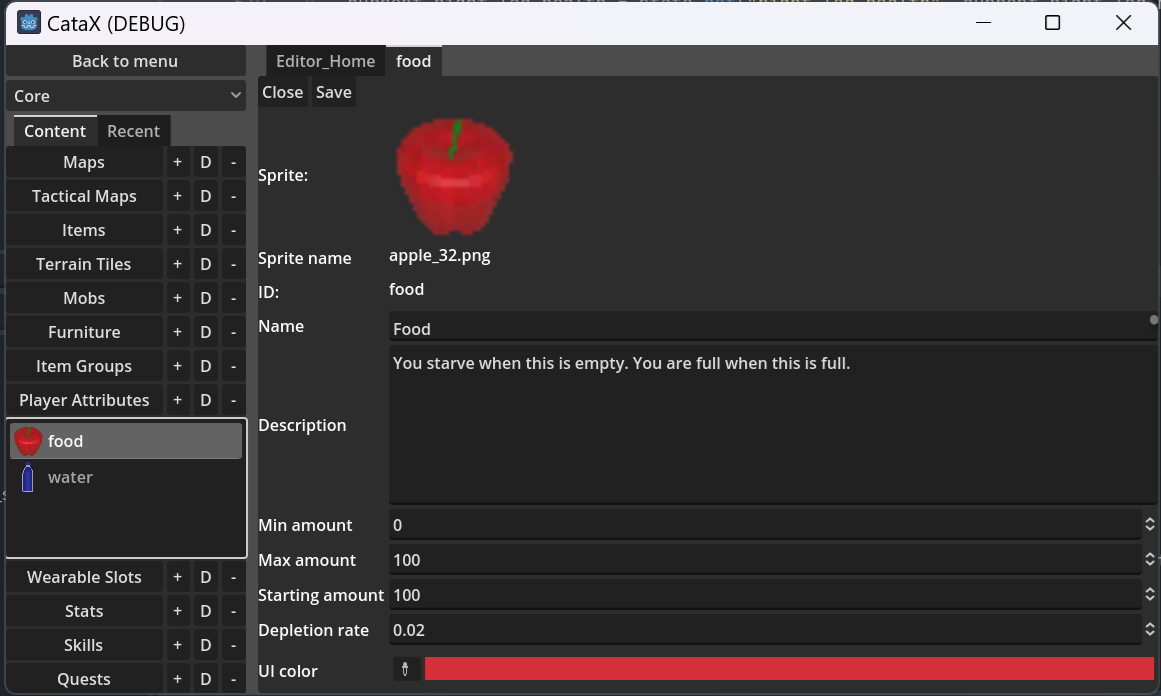 CataX (DEBUG)
Back to menu
Editor_Home food
Core
Close Save
Content Recent
Maps + D -
Tactical Maps + D -
Items + D -
Terrain Tiles + D -
Mobs + D -
Furniture + D -
Item Groups + D -
Player Attributes + D -
food
water
Wearable Slots + D -
Stats + D -
Skills + D -
Quests + D -
Sprite:
Sprite name apple_32.png
ID: food
Name Food
Description You starve when this is empty. You are full when this is full.
Min amount 0
Max amount 100
Starting amount 100
Depletion rate 0.02
UI color